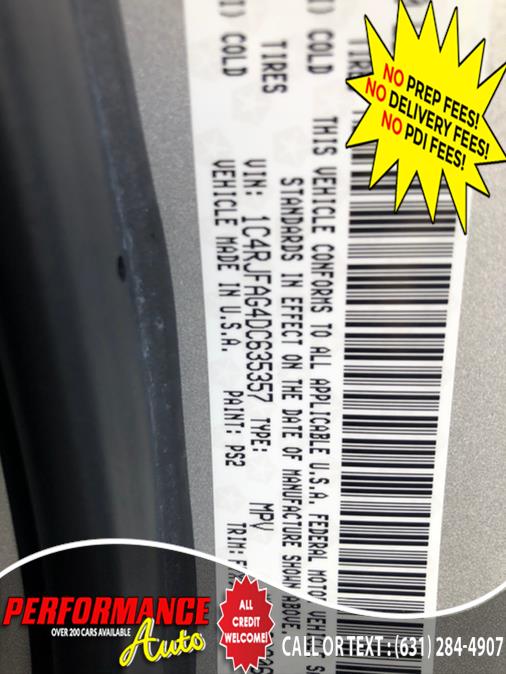 I) COLD
TIRES
I) COLD
NO PREP FEES!
NO DELIVERY FEES!
NO PDI FEES!
THIS VEHICLE CONFORMS TO ALL APPLICABLE U.S.A. FEDERAL MOTOR VEH
STANDARDS IN EFFECT ON THE DATE OF MANUFACTURE SHOWN ABOVE
VIN: 1C4RJFAG4DC635357 TYPE: MPV
VEHICLE MADE IN U.S.A. PAINT: PS2 TRIM:
PERFORMANCE
OVER 200 CARS AVAILABLE
Auto
ALL
CREDIT
WELCOME!
CALL OR TEXT : (631) 284-4907